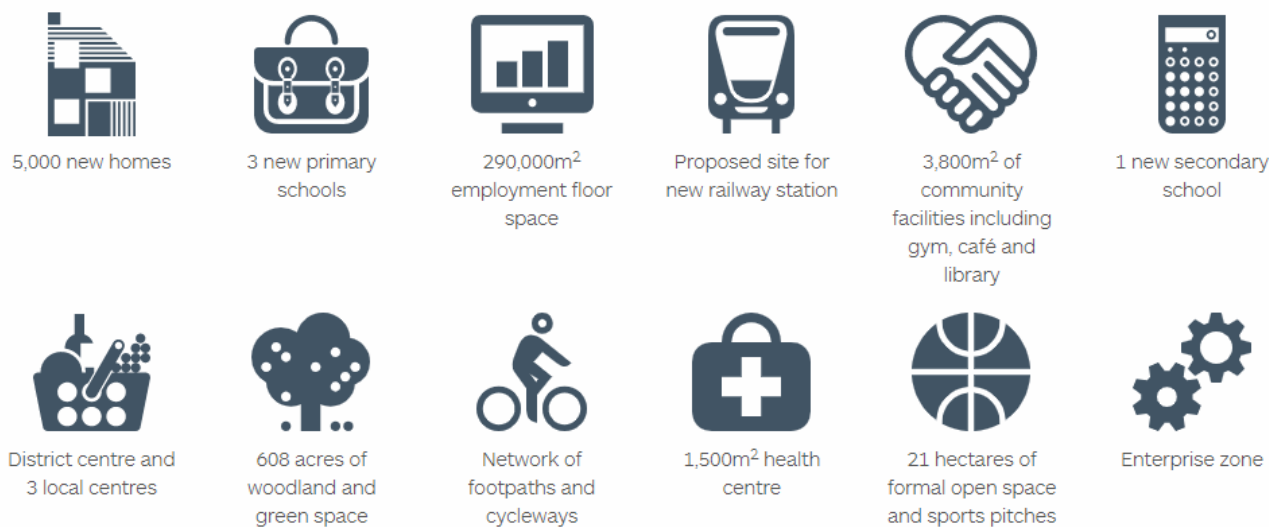 5,000 new homes
3 new primary
schools
290,000m²
employment floor
space
Proposed site for
new railway station
3,800m² of
community
facilities including
gym, café and
library
1 new secondary
school
District centre and
3 local centres
608 acres of
woodland and
green space
Network of
footpaths and
cycleways
1,500m² health
centre
21 hectares of
formal open space
and sports pitches
Enterprise zone